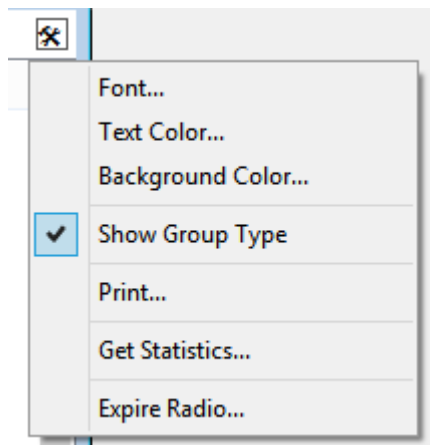 Font...
Text Color...
Background Color...
Show Group Type
Print...
Get Statistics...
Expire Radio...